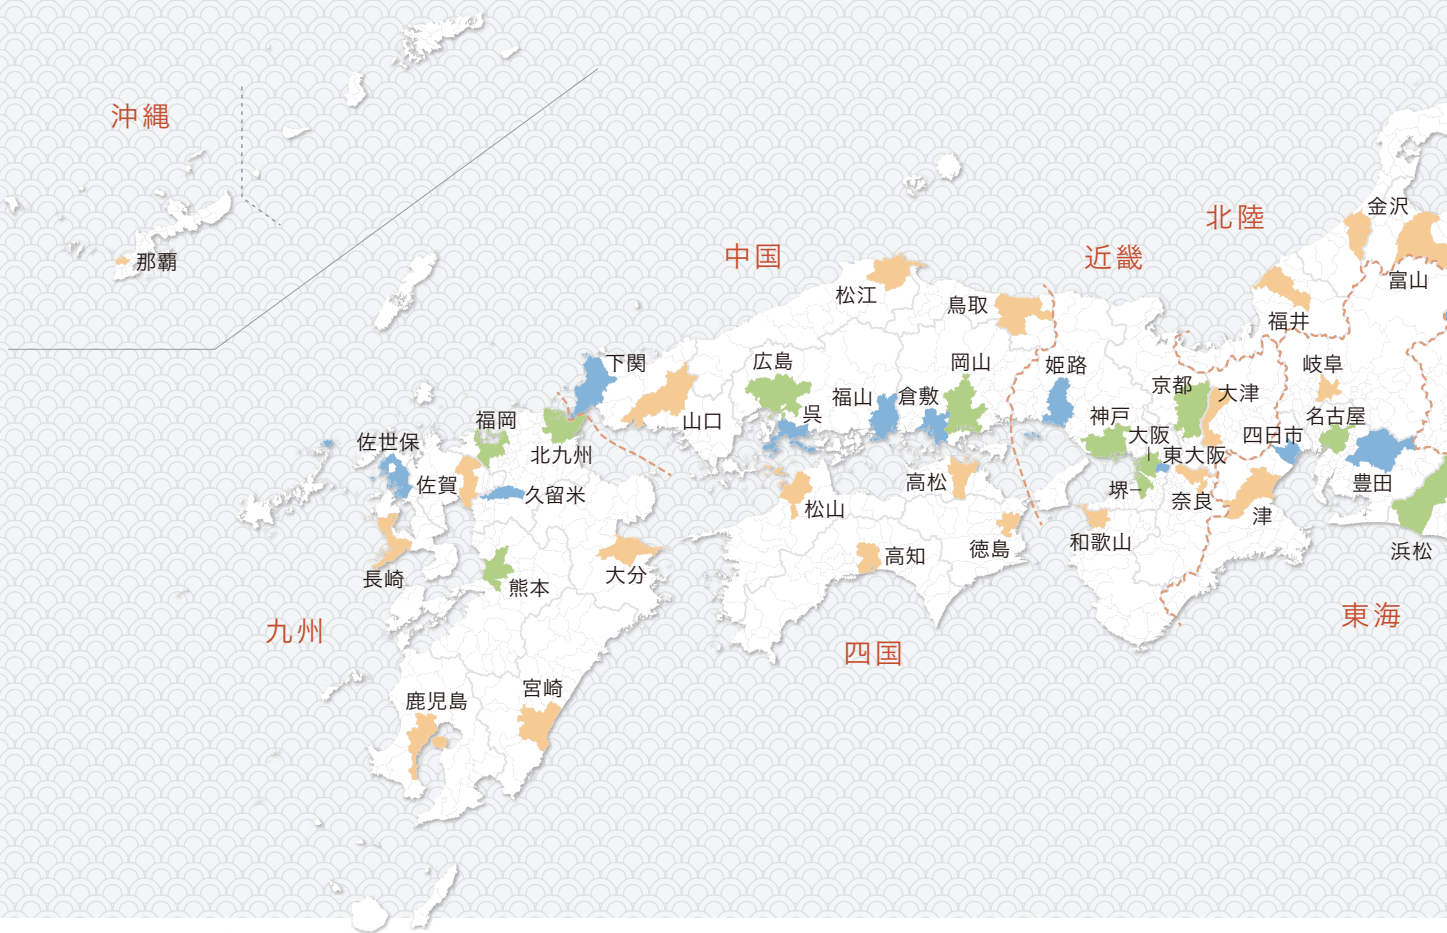 沖縄
那覇
中国
近畿
北陸
金沢
富山
福井
松江
鳥取
下関
広島
岡山
姫路
岐阜
京都
大津
福山
倉敷
呉
山口
神戸
名古屋
福岡
大阪
四日市
佐世保
北九州
東大阪
佐賀
久留米
高松
堺
豊田
松山
奈良
津
高知
徳島
和歌山
浜松
長崎
熊本
大分
九州
四国
東海
鹿児島
宮崎